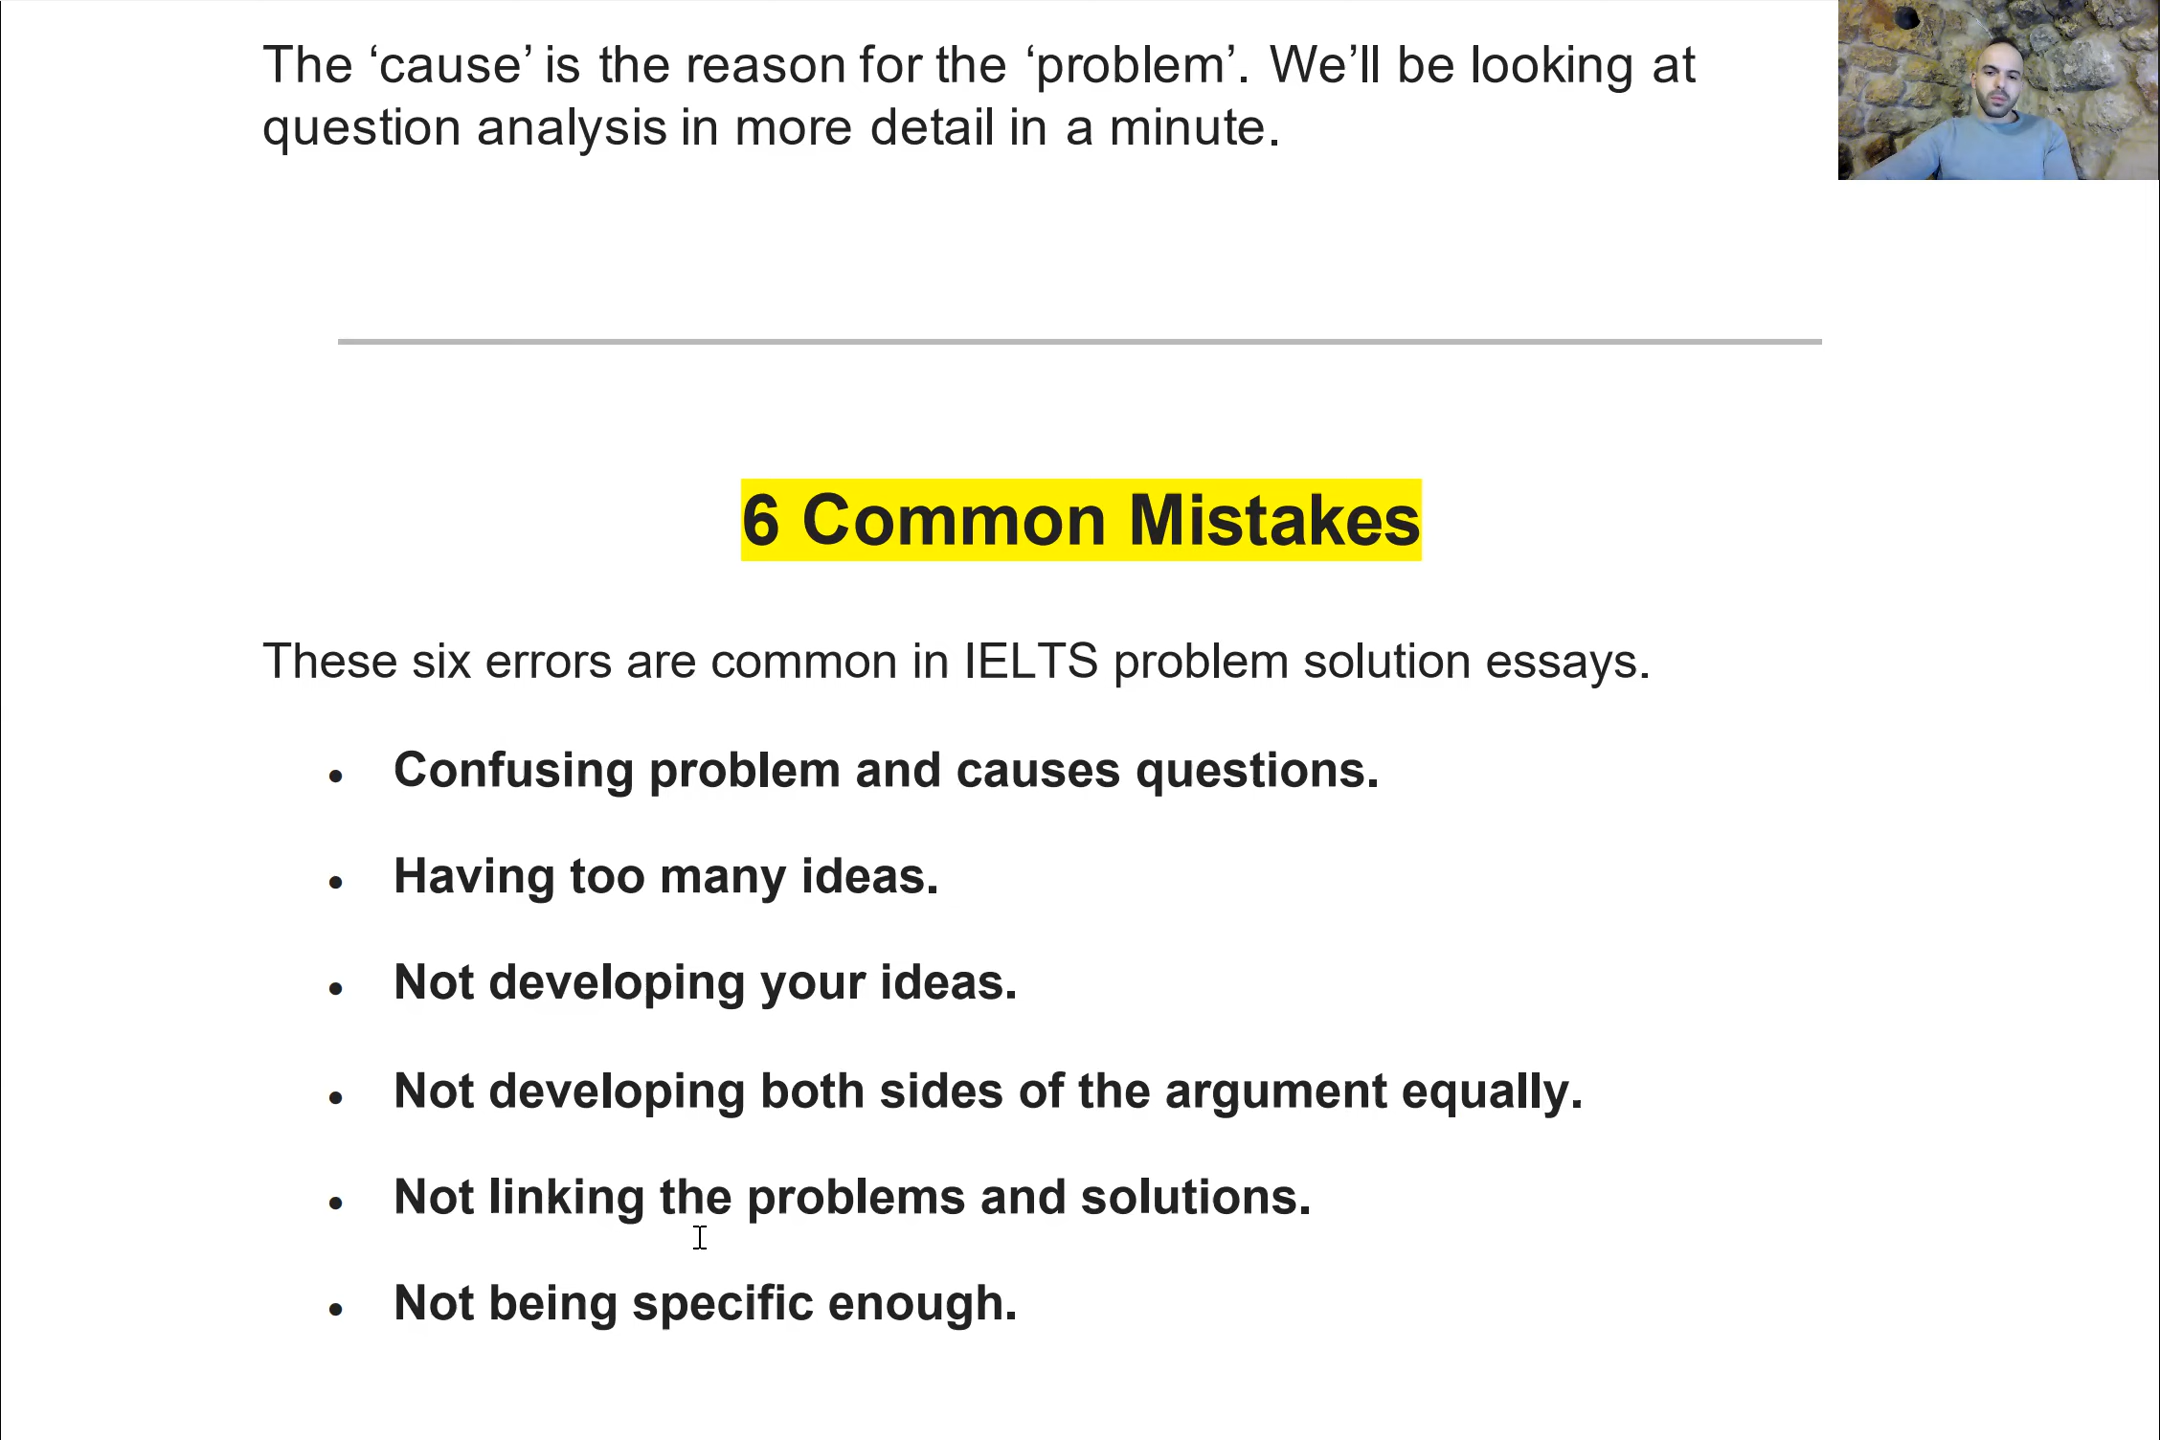 The ‘cause’ is the reason for the ‘problem’. We’ll be looking at
question analysis in more detail in a minute.
6 Common Mistakes
These six errors are common in IELTS problem solution essays.
• Confusing problem and causes questions.
• Having too many ideas.
• Not developing your ideas.
• Not developing both sides of the argument equally.
• Not linking the problems and solutions.
• Not being specific enough.